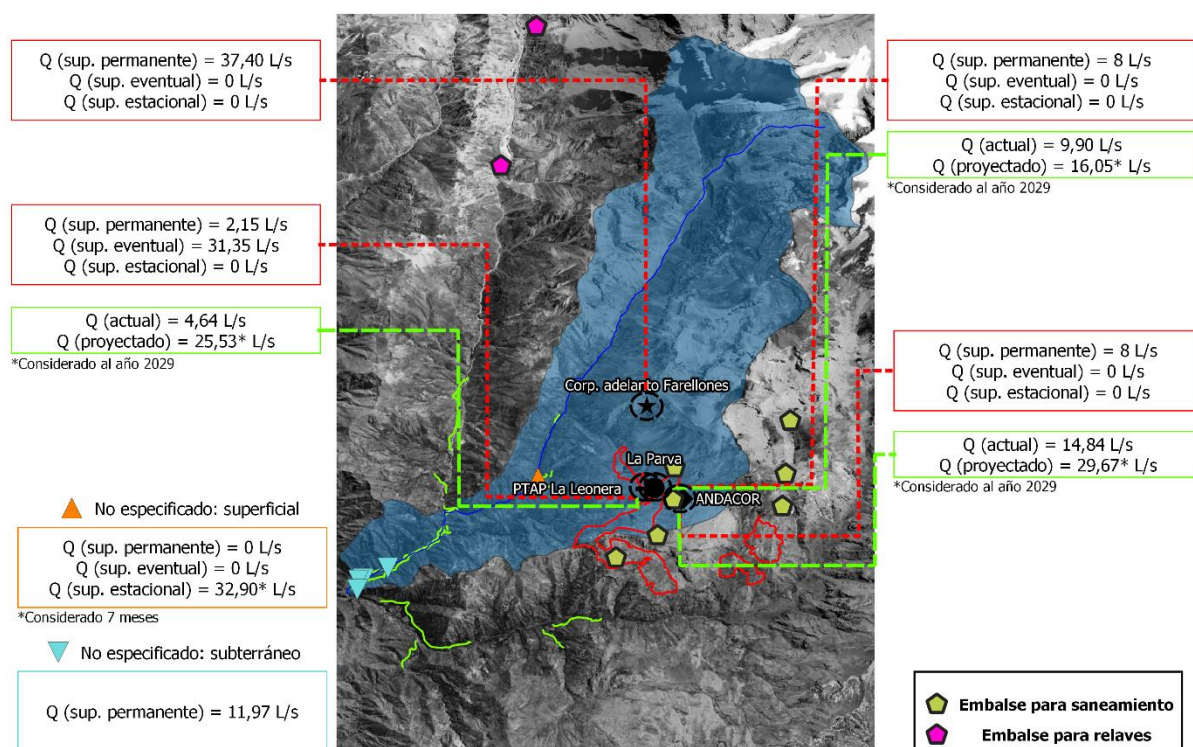 Q (sup. permanente) = 37,40 L/s
Q (sup. eventual) = 0 L/s
Q (sup. estacional) = 0 L/s
Q (sup. permanente) = 2,15 L/s
Q (sup. eventual) = 31,35 L/s
Q (sup. estacional) = 0 L/s
Q (actual) = 4,64 L/s
Q (proyectado) = 25,53* L/s
*Considerado al año 2029
No especificado: superficial
Q (sup. permanente) = 0 L/s
Q (sup. eventual) = 0 L/s
Q (sup. estacional) = 32,90* L/s
*Considerado 7 meses
No especificado: subterráneo
Q (sup. permanente) = 11,97 L/s
Corp. adelanto Farellones
La Parva
PTAP La Leonera
ANDACOR
Q (sup. permanente) = 8 L/s
Q (sup. eventual) = 0 L/s
Q (sup. estacional) = 0 L/s
Q (actual) = 9,90 L/s
Q (proyectado) = 16,05* L/s
*Considerado al año 2029
Q (sup. permanente) = 8 L/s
Q (sup. eventual) = 0 L/s
Q (sup. estacional) = 0 L/s
Q (actual) = 14,84 L/s
Q (proyectado) = 29,67* L/s
*Considerado al año 2029
Embalse para saneamiento
Embalse para relaves